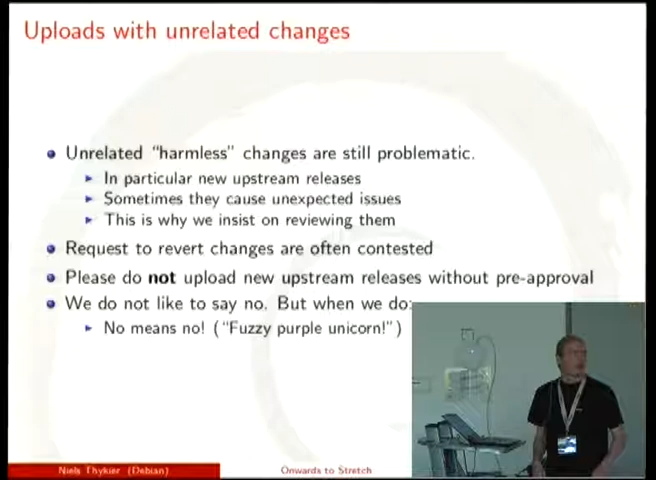 Uploads with unrelated changes
Unrelated "harmless" changes are still problematic.
In particular new upstream releases
Sometimes they cause unexpected issues
This is why we insist on reviewing them
Request to revert changes are often contested
Please do not upload new upstream releases without pre-approval
We do not like to say no. But when we do:
No means no! ("Fuzzy purple unicorn!")
Niels Thykier (Debian)
Onwards to Stretch